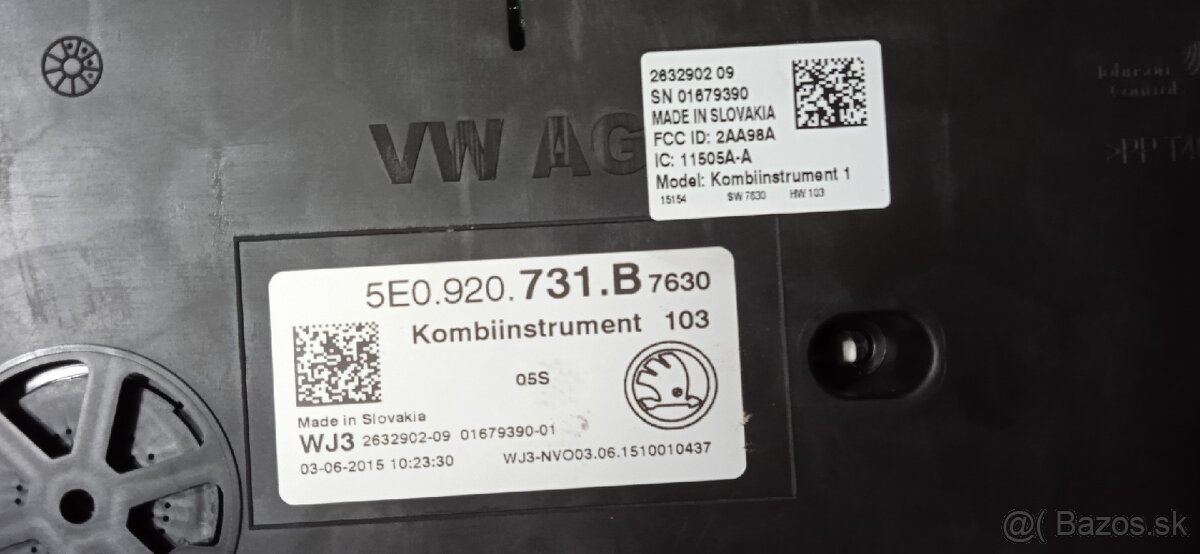 VW AG
2632902 09
SN 01679390
MADE IN SLOVAKIA
FCC ID: 2AA98A
IC: 11505A-A
Model: Kombiinstrument 1
15154 SW 7630 HW 103
5E0.920.731.B 7630
Kombiinstrument 103
05S
Made in Slovakia
WJ3 2632902-09 01679390-01
03-06-2015 10:23:30 WJ3-NVO03.06.1510010437
@( Bazos.sk